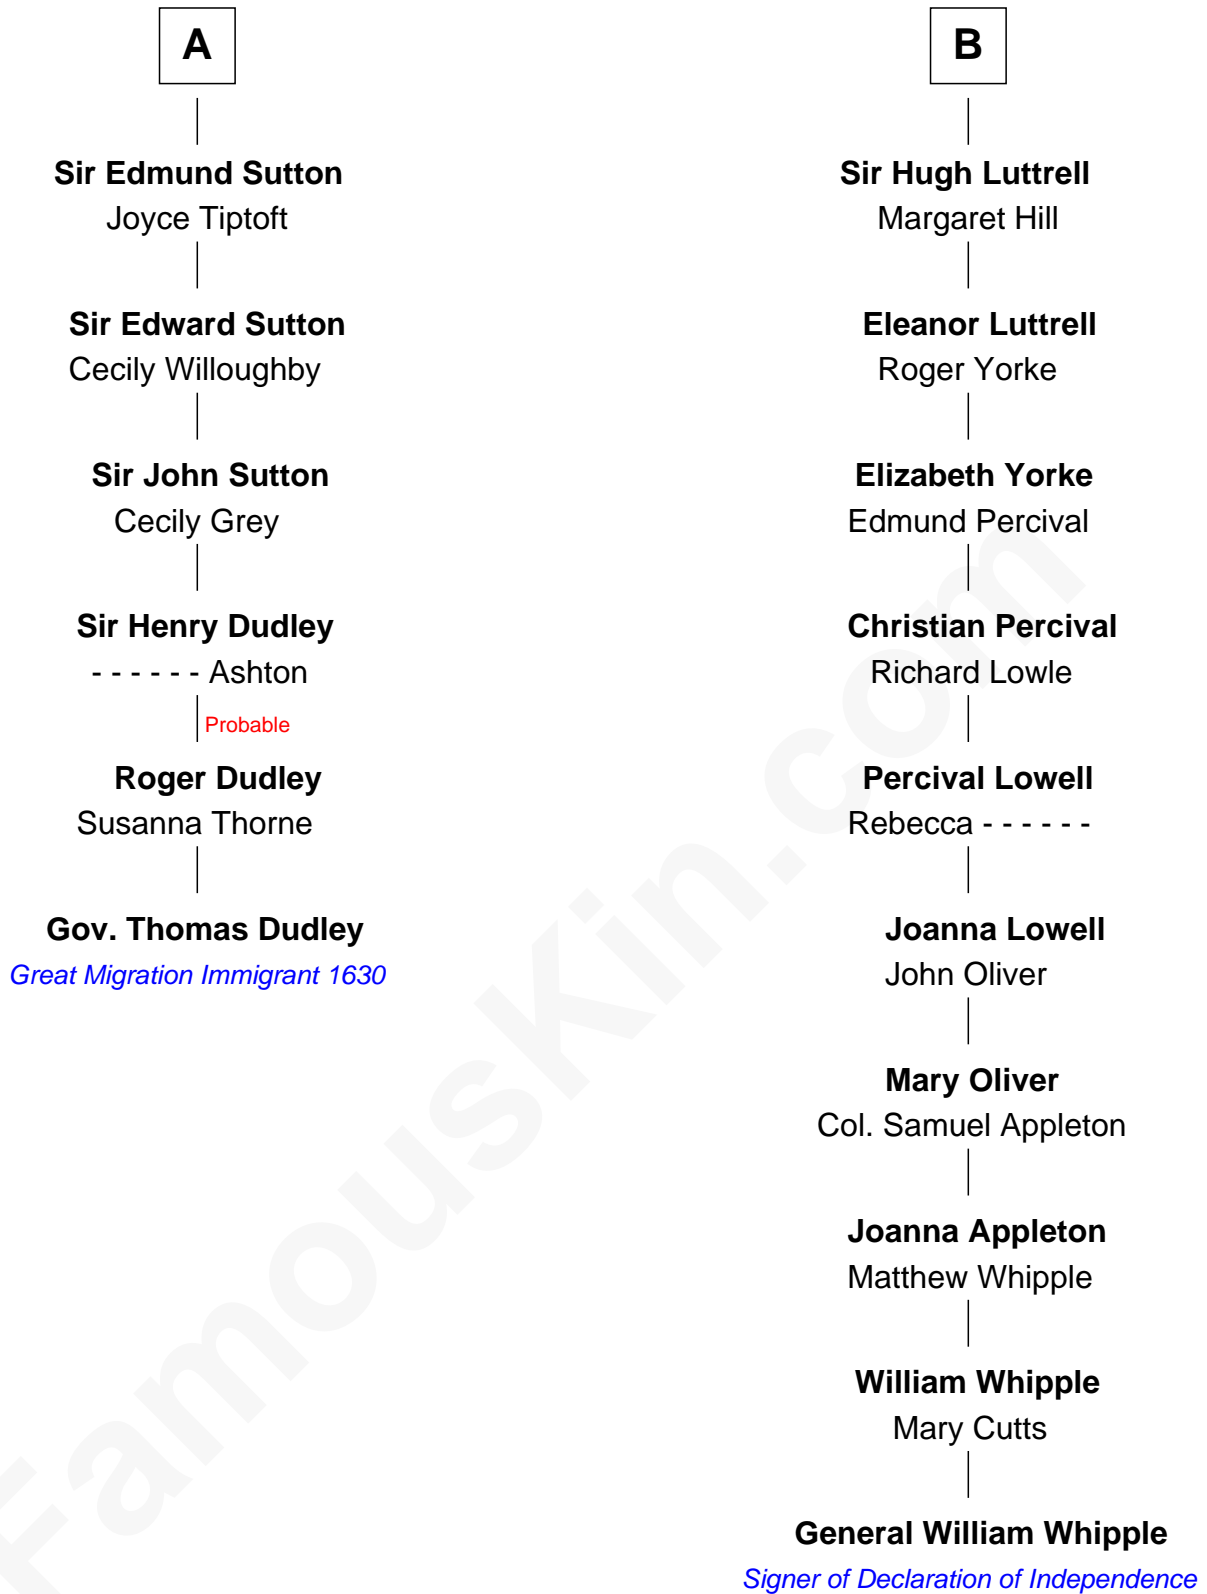 A
Sir Edmund Sutton
Joyce Tiptoft
Sir Edward Sutton
Cecily Willoughby
Sir John Sutton
Cecily Grey
Sir Henry Dudley
- - - - - - Ashton
Probable
Roger Dudley
Susanna Thorne
Gov. Thomas Dudley
Great Migration Immigrant 1630
B
Sir Hugh Luttrell
Margaret Hill
Eleanor Luttrell
Roger Yorke
Elizabeth Yorke
Edmund Percival
Christian Percival
Richard Lowle
Percival Lowell
Rebecca - - - - - -
Joanna Lowell
John Oliver
Mary Oliver
Col. Samuel Appleton
Joanna Appleton
Matthew Whipple
William Whipple
Mary Cutts
General William Whipple
Signer of Declaration of Independence
FamousKin.com